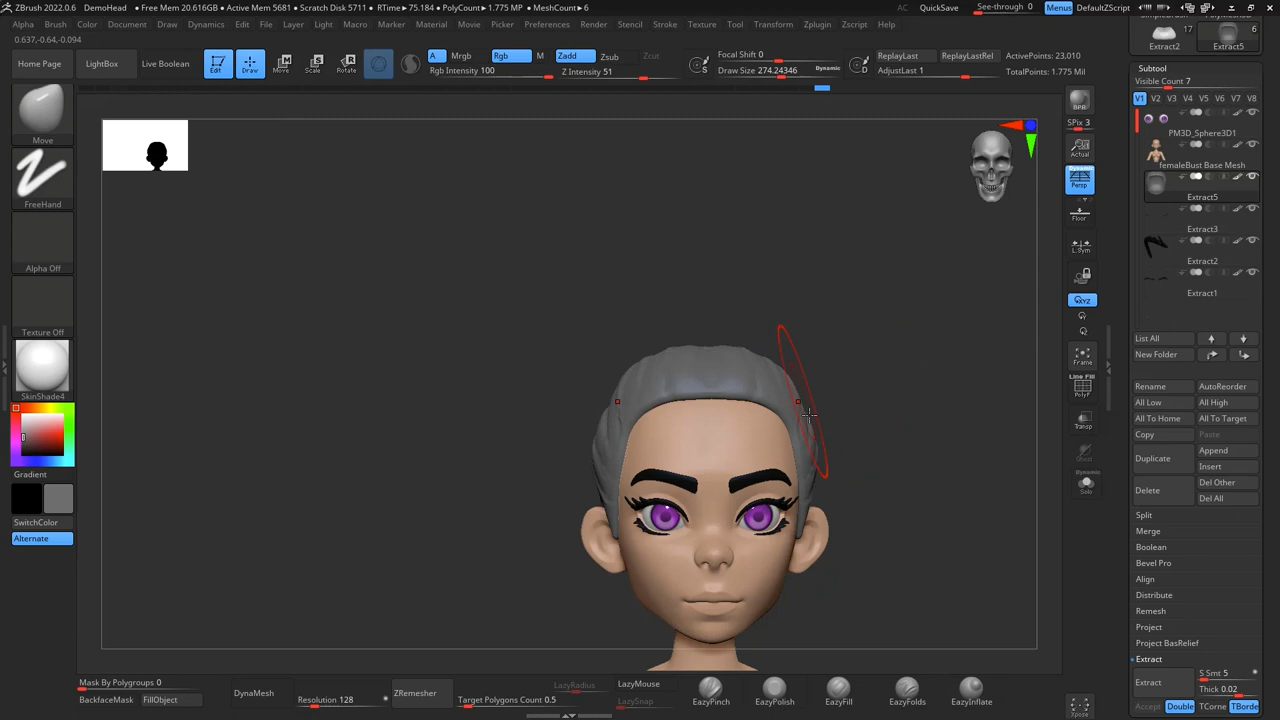 ZBrush 2022.0.6 DemoHead • Free Mem 20.616GB • Active Mem 5681 • Scratch Disk 5711 • RTime▸75.184 • PolyCount▸1.775 MP • MeshCount▸6 AC QuickSave See-through 0 Menus DefaultZScript
Alpha Brush Color Document Draw Dynamics Edit File Layer Light Macro Marker Material Movie Picker Preferences Render Stencil Stroke Texture Tool Transform Zplugin Zscript Help
0.637,-0.64,-0.094
Home Page LightBox Live Boolean Edit Draw Move Scale Rotate
A Mrgb Rgb M Zadd Zsub Zcut
Rgb Intensity 100 Z Intensity 51
S Focal Shift 0
Draw Size 274.24346 Dynamic
D ReplayLast ReplayLastRel
AdjustLast 1
ActivePoints: 23,010
TotalPoints: 1.775 Mil
Move
FreeHand
Alpha Off
Texture Off
SkinShade4
Gradient
SwitchColor
Alternate
BPR
SPix 3
Actual
Dynamic
Persp
Floor
L.Sym
XYZ
Frame
Line Fill
PolyF
Transp
Dynamic
Solo
Xpose
17
6
Extract2 Extract5
Subtool
Visible Count 7
V1 V2 V3 V4 V5 V6 V7 V8
PM3D_Sphere3D1
femaleBust Base Mesh
Extract5
Extract3
Extract2
Extract1
List All
New Folder
Rename AutoReorder
All Low All High
All To Home All To Target
Copy Paste
Duplicate Append
Insert
Delete Del Other
Del All
Split
Merge
Boolean
Bevel Pro
Align
Distribute
Remesh
Project
Project BasRelief
Extract
Extract S Smt 5
Thick 0.02
Accept Double TCorne TBorde
Mask By Polygroups 0
BackfaceMask FillObject
DynaMesh
Resolution 128
ZRemesher
LazyRadius
Target Polygons Count 0.5
LazyMouse
LazySnap
EazyPinch EazyPolish EazyFill EazyFolds EazyInflate